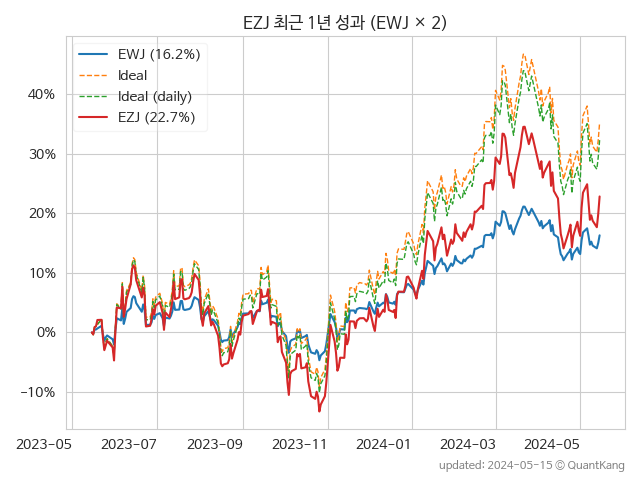 EZJ 최근 1년 성과 (EWJ × 2)
EWJ (16.2%)
Ideal
Ideal (daily)
EZJ (22.7%)
40%
30%
20%
10%
0%
−10%
2023-05 2023-07 2023-09 2023-11 2024-01 2024-03 2024-05
updated: 2024-05-15 © QuantKang